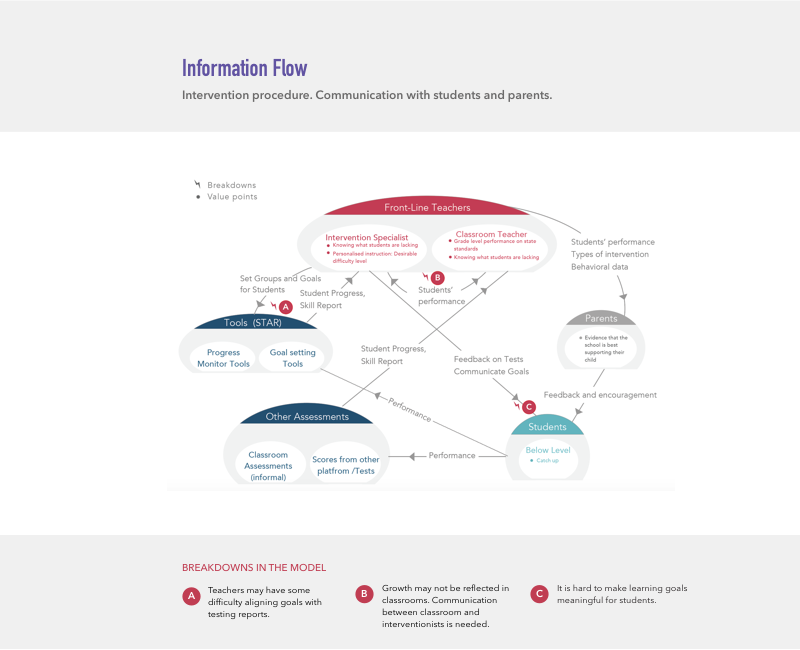 Information Flow
Intervention procedure. Communication with students and parents.
Breakdowns
Value points
Front-Line Teachers
Intervention Specialist
Knowing what students are lacking
Personalised instruction: Desirable
difficulty level
Classroom Teacher
Grade level performance on state
standards
Knowing what students are lacking
Students' performance
Types of intervention
Behavioral data
Set Groups and Goals
for Students
A
Student Progress,
Skill Report
B
Students'
performance
Tools (STAR)
Progress
Monitor Tools
Goal setting
Tools
Parents
Evidence that the
school is best
supporting their
child
Student Progress,
Skill Report
Feedback on Tests
Communicate Goals
Feedback and encouragement
Performance
C
Other Assessments
Classroom
Assessments
(informal)
Scores from other
platfrom /Tests
Performance
Students
Below Level
Catch up
BREAKDOWNS IN THE MODEL
A
Teachers may have some
difficulty aligning goals with
testing reports.
B
Growth may not be reflected in
classrooms. Communication
between classroom and
interventionists is needed.
C
It is hard to make learning goals
meaningful for students.